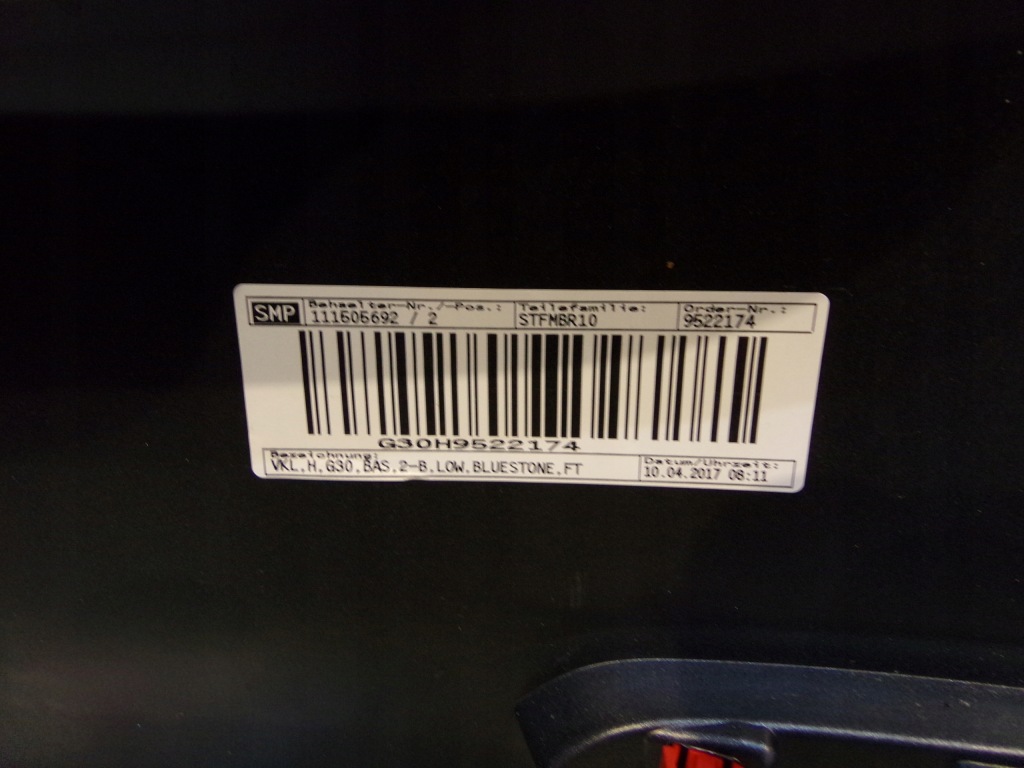 SMP
Behaelter-Nr./-Pos.: Teilefamilie: Order-Nr.:
111505692 / 2 STFMBR10 9522174
G30H9522174
Bezeichnung: Datum/Uhrzeit:
VKL,H,G30,BAS,2-B,LOW,BLUESTONE,FT 10.04.2017 08:11